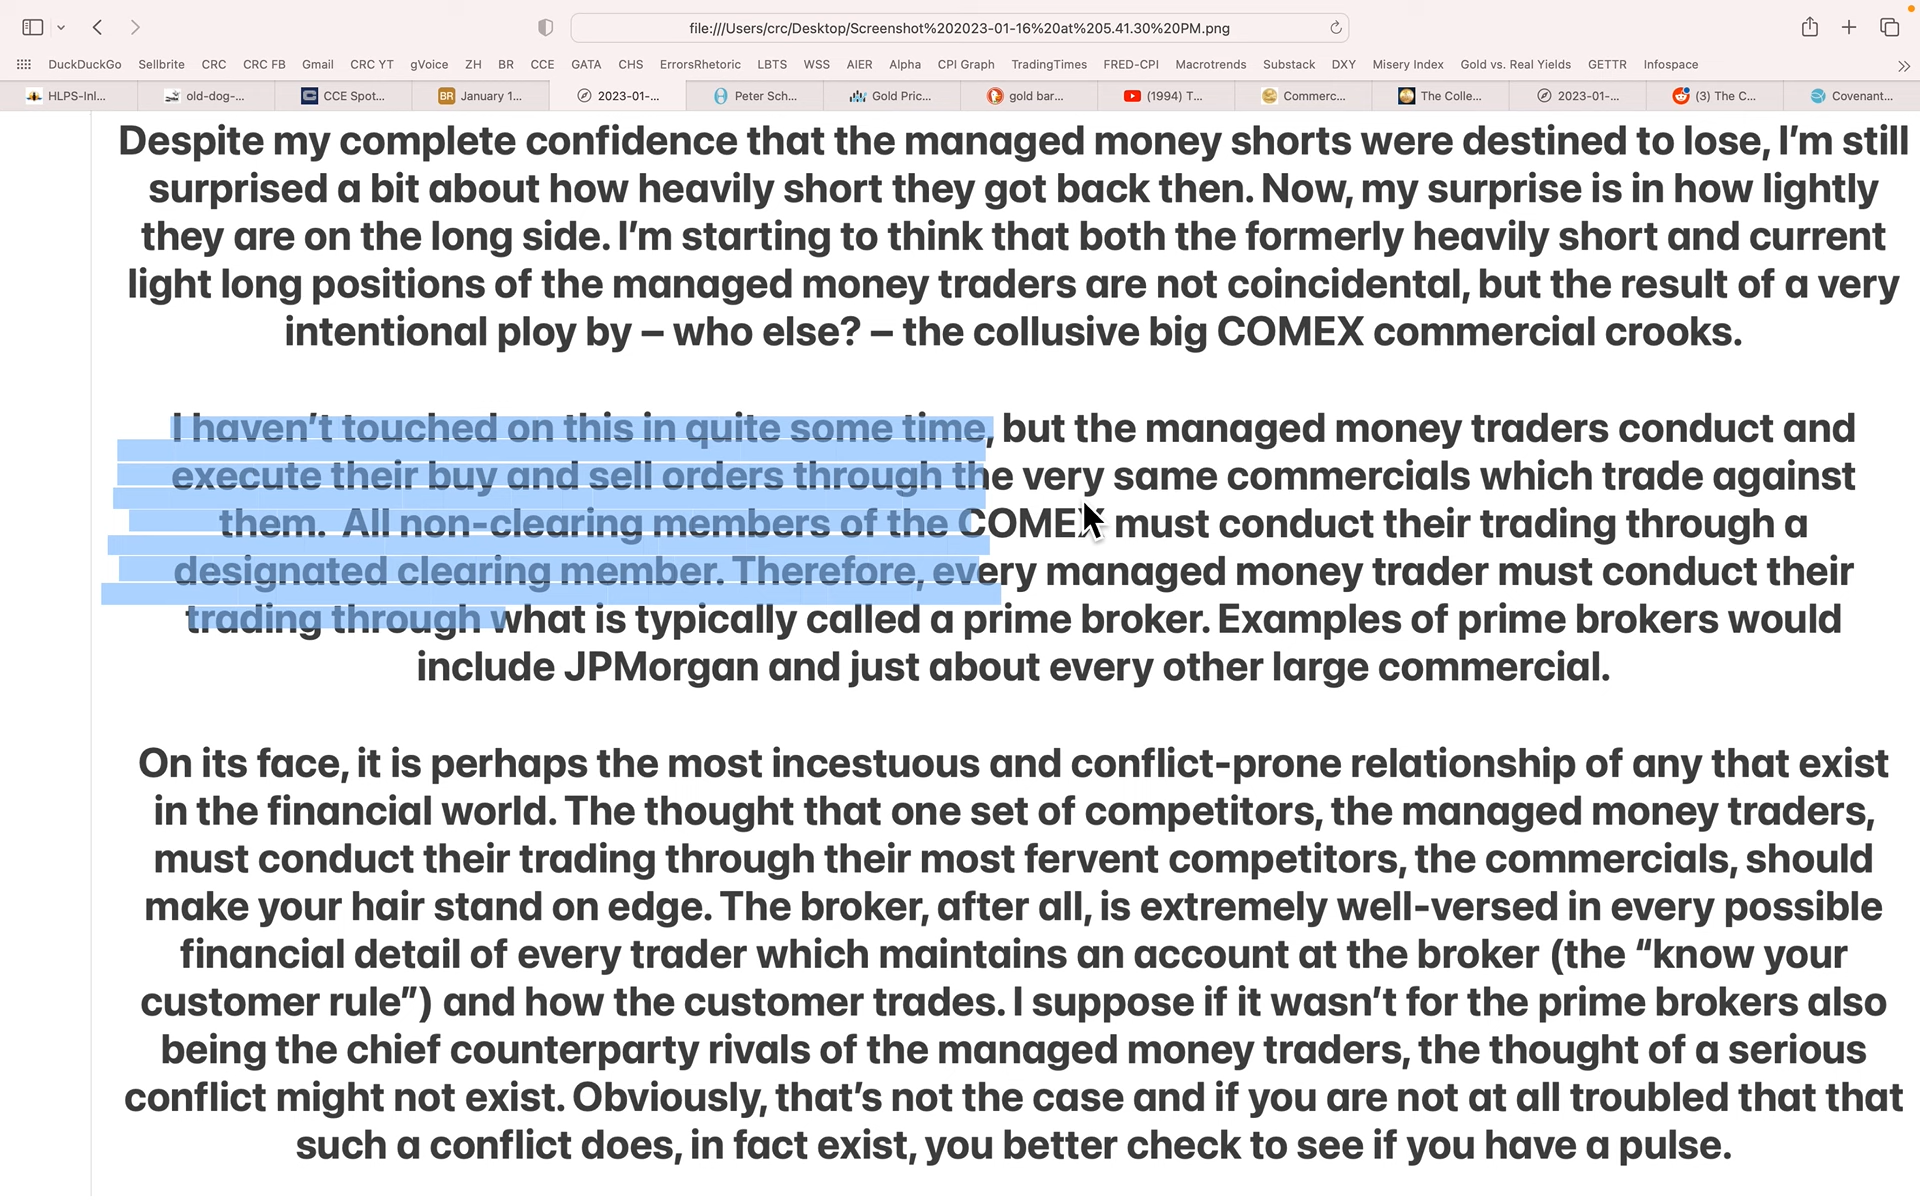 file:///Users/crc/Desktop/Screenshot%202023-01-16%20at%205.41.30%20PM.png
DuckDuckGo Sellbrite CRC CRC FB Gmail CRC YT gVoice ZH BR CCE GATA CHS ErrorsRhetoric LBTS WSS AIER Alpha CPI Graph TradingTimes FRED-CPI Macrotrends Substack DXY Misery Index Gold vs. Real Yields GETTR Infospace
HLPS-Inl... old-dog-... CCE Spot... BR January 1... 2023-01-... Peter Sch... Gold Pric... gold bar... (1994) T... Commerc... The Colle... 2023-01-... (3) The C... Covenant...
Despite my complete confidence that the managed money shorts were destined to lose, I’m still
surprised a bit about how heavily short they got back then. Now, my surprise is in how lightly
they are on the long side. I’m starting to think that both the formerly heavily short and current
light long positions of the managed money traders are not coincidental, but the result of a very
intentional ploy by – who else? – the collusive big COMEX commercial crooks.
I haven’t touched on this in quite some time, but the managed money traders conduct and
execute their buy and sell orders through the very same commercials which trade against
them.  All non-clearing members of the COMEX must conduct their trading through a
designated clearing member. Therefore, every managed money trader must conduct their
trading through what is typically called a prime broker. Examples of prime brokers would
include JPMorgan and just about every other large commercial.
On its face, it is perhaps the most incestuous and conflict-prone relationship of any that exist
in the financial world. The thought that one set of competitors, the managed money traders,
must conduct their trading through their most fervent competitors, the commercials, should
make your hair stand on edge. The broker, after all, is extremely well-versed in every possible
financial detail of every trader which maintains an account at the broker (the “know your
customer rule”) and how the customer trades. I suppose if it wasn’t for the prime brokers also
being the chief counterparty rivals of the managed money traders, the thought of a serious
conflict might not exist. Obviously, that’s not the case and if you are not at all troubled that that
such a conflict does, in fact exist, you better check to see if you have a pulse.